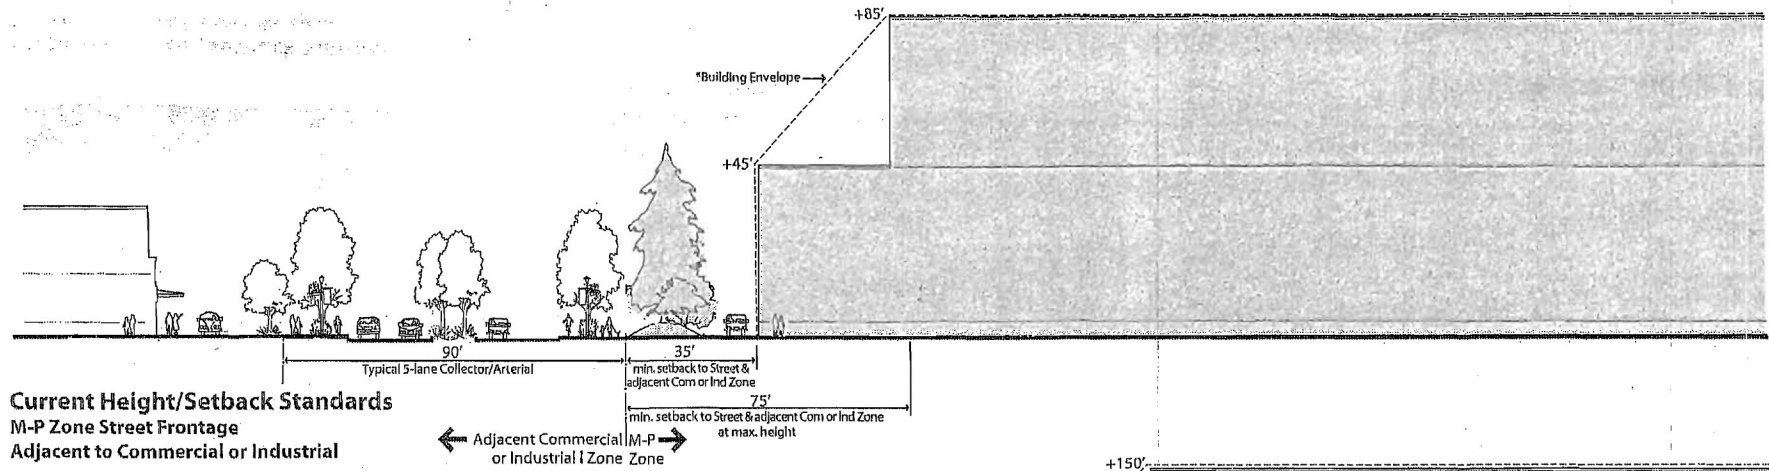 +85'
*Building Envelope
+45'
90'
Typical 5-lane Collector/Arterial
35'
min. setback to Street &
adjacent Com or Ind Zone
75'
min. setback to Street & adjacent Com or Ind Zone
at max. height
Current Height/Setback Standards
M-P Zone Street Frontage
Adjacent to Commercial or Industrial
Adjacent Commercial M-P
or Industrial Zone Zone
+150'